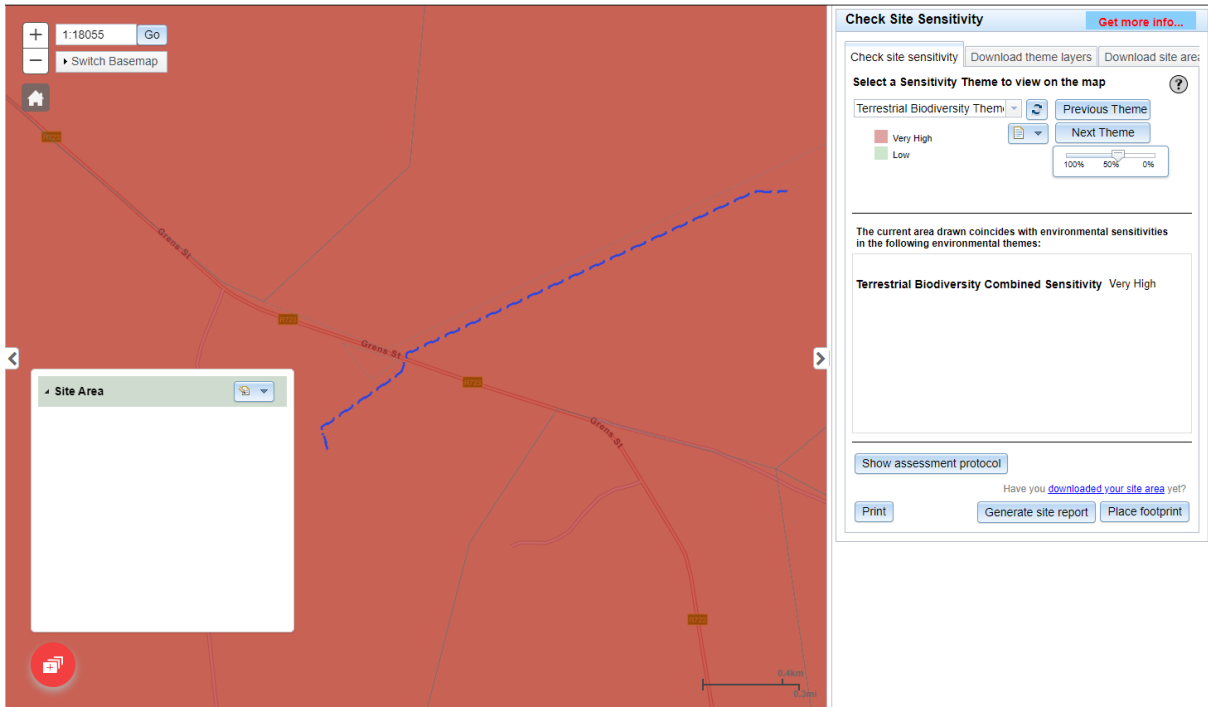 +
1:18055
Go
−
Switch Basemap
R723
Grens St
R723
Grens St
R723
Grens St
R723
Site Area
0.4km
0.3mi
Check Site Sensitivity
Get more info...
Check site sensitivity
Download theme layers
Download site area
Select a Sensitivity Theme to view on the map
?
Terrestrial Biodiversity Them
Previous Theme
Next Theme
Very High
Low
100% 50% 0%
The current area drawn coincides with environmental sensitivities
in the following environmental themes:
Terrestrial Biodiversity Combined Sensitivity Very High
Show assessment protocol
Have you downloaded your site area yet?
Print
Generate site report
Place footprint